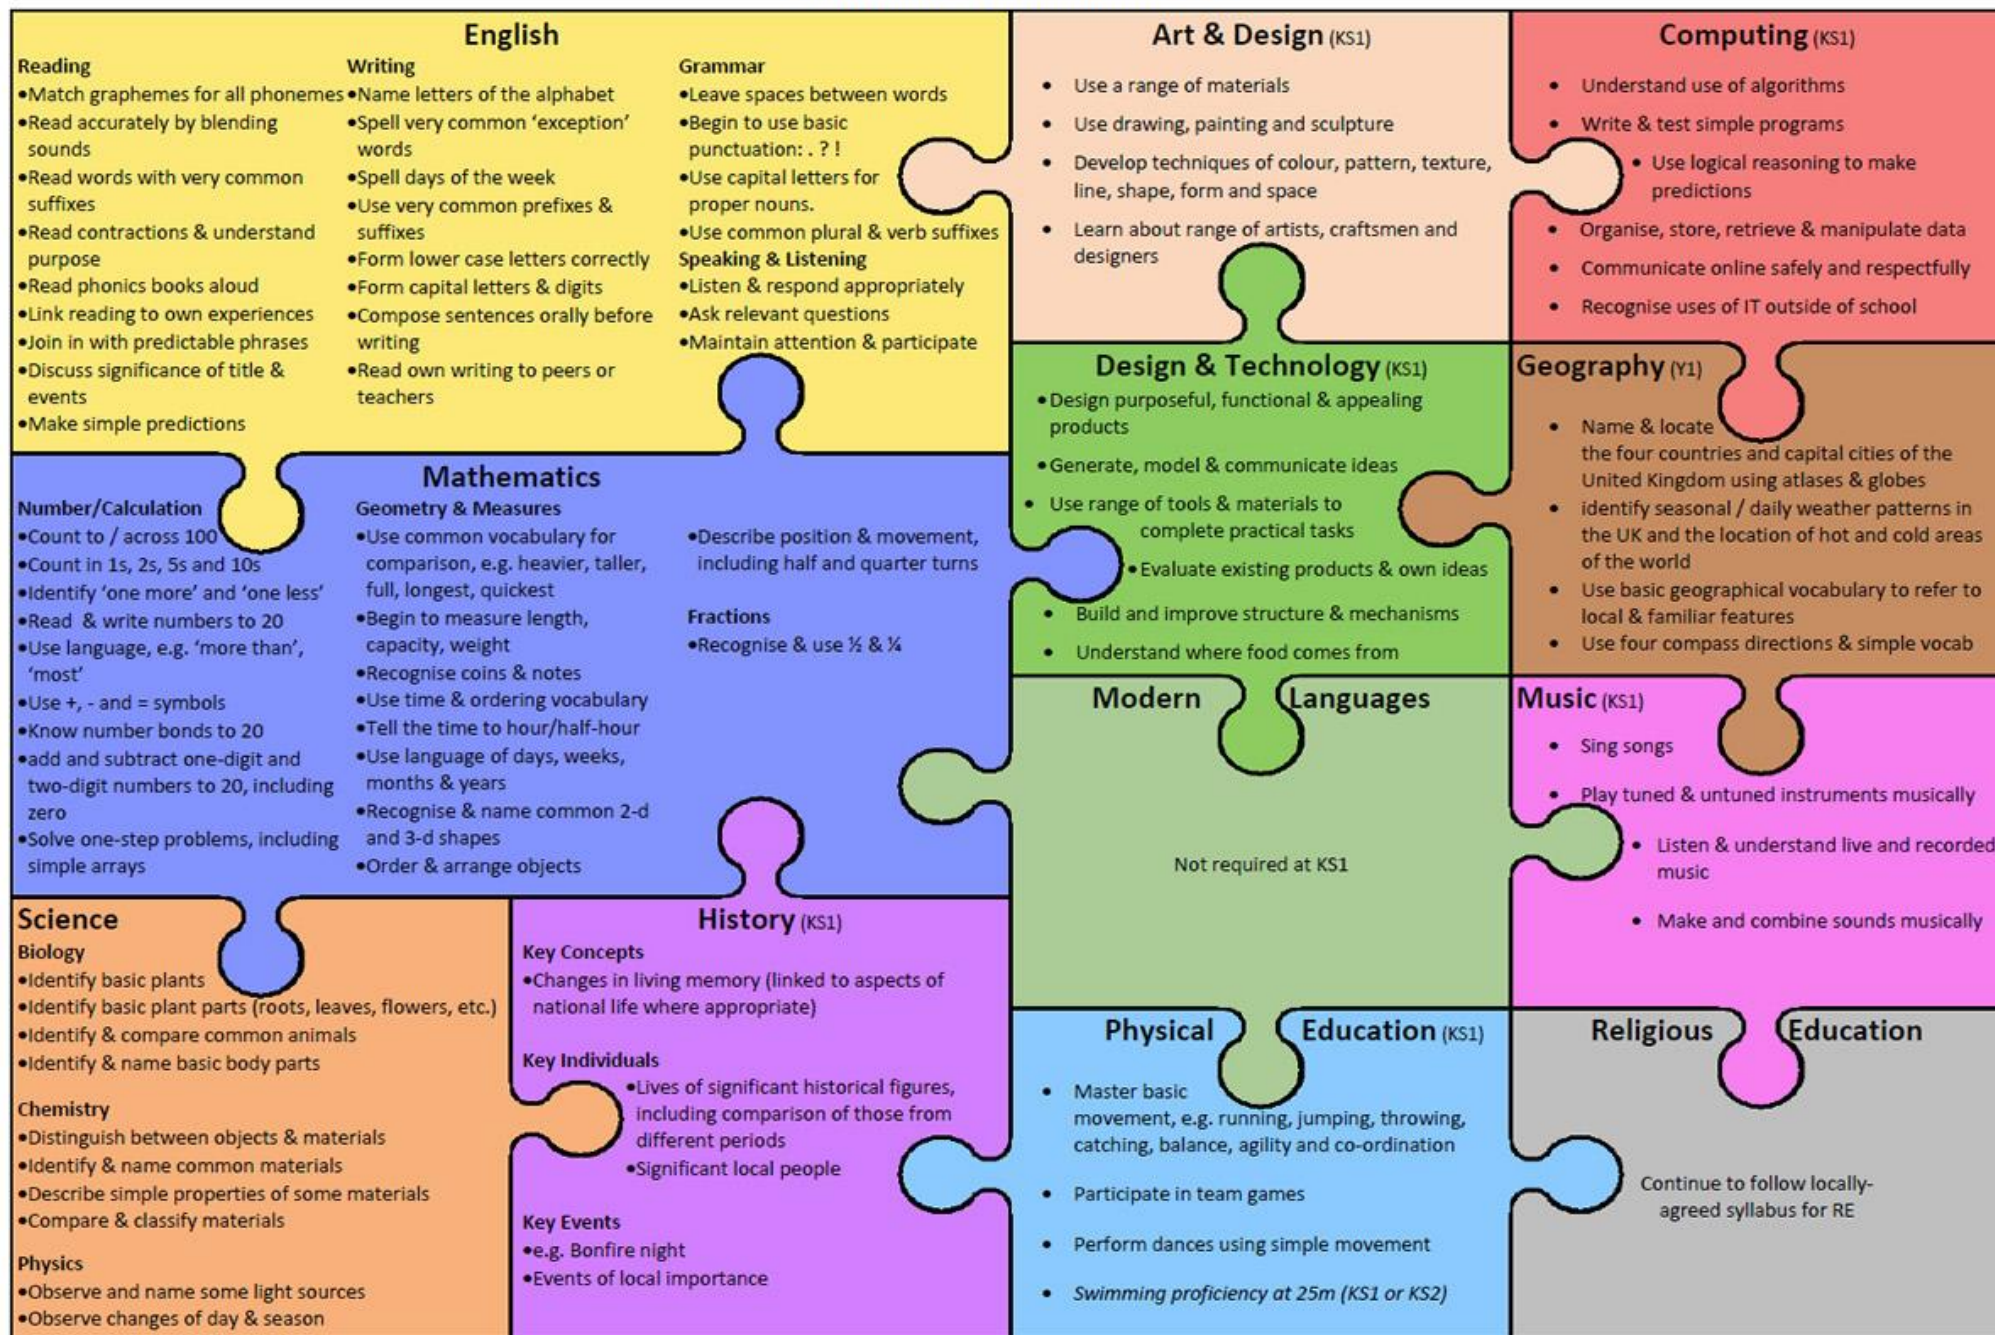 English
Reading
•Match graphemes for all phonemes
•Read accurately by blending
sounds
•Read words with very common
suffixes
•Read contractions & understand
purpose
•Read phonics books aloud
•Link reading to own experiences
•Join in with predictable phrases
•Discuss significance of title &
events
•Make simple predictions
Writing
•Name letters of the alphabet
•Spell very common ‘exception’
words
•Spell days of the week
•Use very common prefixes &
suffixes
•Form lower case letters correctly
•Form capital letters & digits
•Compose sentences orally before
writing
•Read own writing to peers or
teachers
Grammar
•Leave spaces between words
•Begin to use basic
punctuation: . ? !
•Use capital letters for
proper nouns.
•Use common plural & verb suffixes
Speaking & Listening
•Listen & respond appropriately
•Ask relevant questions
•Maintain attention & participate
Art & Design (KS1)
• Use a range of materials
• Use drawing, painting and sculpture
• Develop techniques of colour, pattern, texture,
line, shape, form and space
• Learn about range of artists, craftsmen and
designers
Computing (KS1)
• Understand use of algorithms
• Write & test simple programs
• Use logical reasoning to make
predictions
• Organise, store, retrieve & manipulate data
• Communicate online safely and respectfully
• Recognise uses of IT outside of school
Mathematics
Number/Calculation
•Count to / across 100
•Count in 1s, 2s, 5s and 10s
•Identify ‘one more’ and ‘one less’
•Read & write numbers to 20
•Use language, e.g. ‘more than’,
‘most’
•Use +, - and = symbols
•Know number bonds to 20
•add and subtract one-digit and
two-digit numbers to 20, including
zero
•Solve one-step problems, including
simple arrays
Geometry & Measures
•Use common vocabulary for
comparison, e.g. heavier, taller,
full, longest, quickest
•Begin to measure length,
capacity, weight
•Recognise coins & notes
•Use time & ordering vocabulary
•Tell the time to hour/half-hour
•Use language of days, weeks,
months & years
•Recognise & name common 2-d
and 3-d shapes
•Order & arrange objects
•Describe position & movement,
including half and quarter turns
Fractions
•Recognise & use ½ & ¼
Design & Technology (KS1)
•Design purposeful, functional & appealing
products
•Generate, model & communicate ideas
• Use range of tools & materials to
complete practical tasks
•Evaluate existing products & own ideas
• Build and improve structure & mechanisms
• Understand where food comes from
Geography (Y1)
• Name & locate
the four countries and capital cities of the
United Kingdom using atlases & globes
• identify seasonal / daily weather patterns in
the UK and the location of hot and cold areas
of the world
• Use basic geographical vocabulary to refer to
local & familiar features
• Use four compass directions & simple vocab
Modern Languages
Not required at KS1
Music (KS1)
• Sing songs
• Play tuned & untuned instruments musically
• Listen & understand live and recorded
music
• Make and combine sounds musically
Science
Biology
•Identify basic plants
•Identify basic plant parts (roots, leaves, flowers, etc.)
•Identify & compare common animals
•Identify & name basic body parts
Chemistry
•Distinguish between objects & materials
•Identify & name common materials
•Describe simple properties of some materials
•Compare & classify materials
Physics
•Observe and name some light sources
•Observe changes of day & season
History (KS1)
Key Concepts
•Changes in living memory (linked to aspects of
national life where appropriate)
Key Individuals
•Lives of significant historical figures,
including comparison of those from
different periods
•Significant local people
Key Events
•e.g. Bonfire night
•Events of local importance
Physical Education (KS1)
• Master basic
movement, e.g. running, jumping, throwing,
catching, balance, agility and co-ordination
• Participate in team games
• Perform dances using simple movement
• Swimming proficiency at 25m (KS1 or KS2)
Religious Education
Continue to follow locally-
agreed syllabus for RE